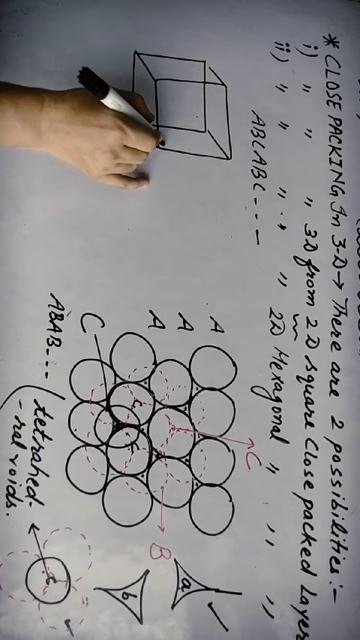 * CLOSE PACKING In 3-D → There are 2 possibilities :-
i) " " " 3D from 2D square Close packed Layer
ii) " " " " " 2D Hexagonal " " "
ABCABC ---
A
A
A
C
C
B
ABAB---
tetrahed-
-ral voids.
a
b
c